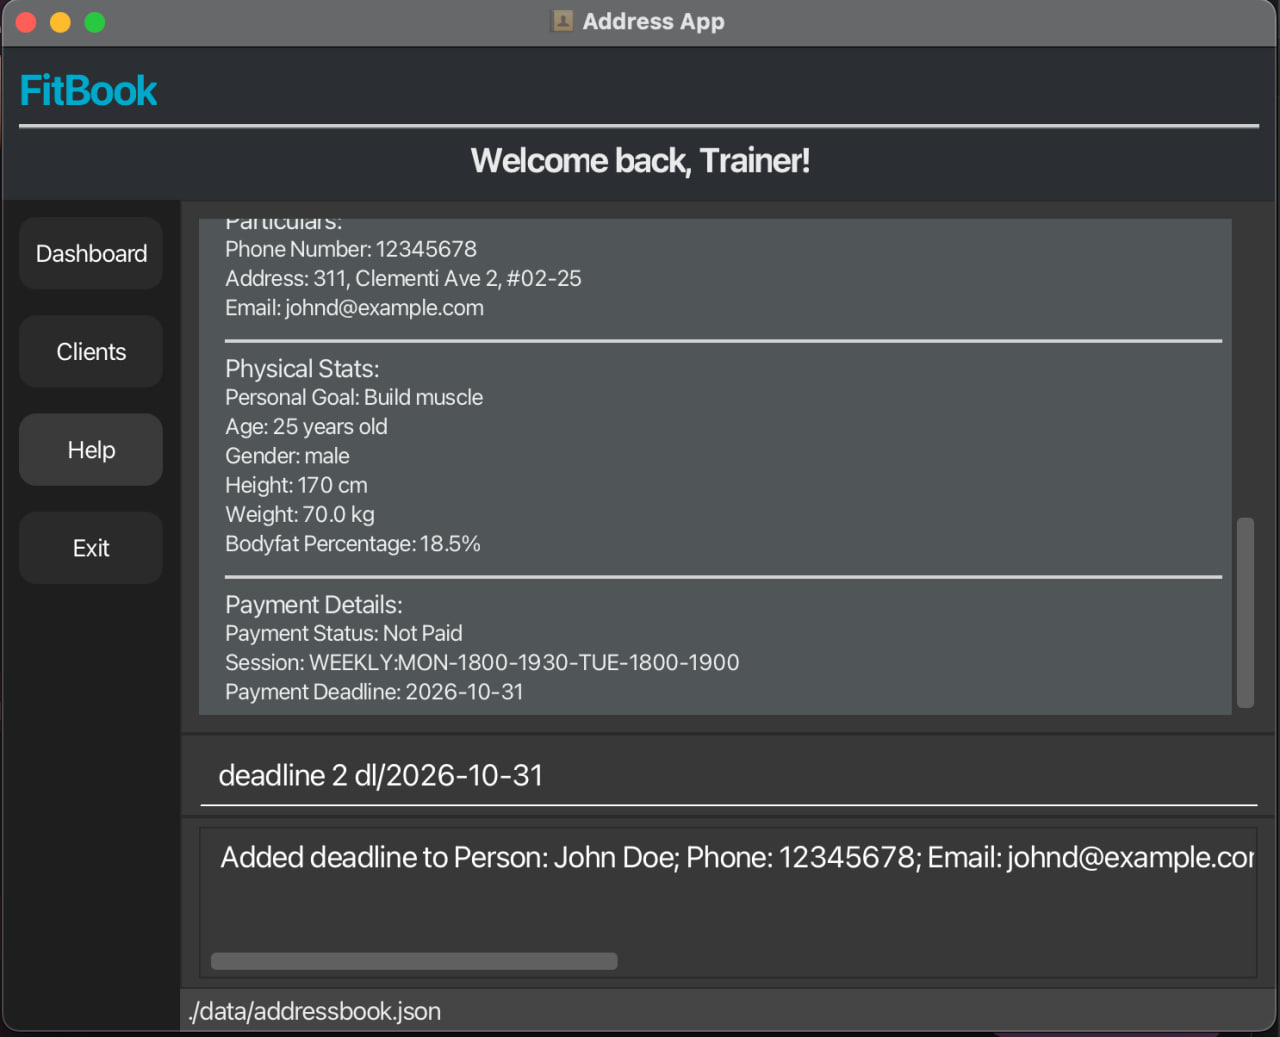 Address App
FitBook
Welcome back, Trainer!
Dashboard
Clients
Help
Exit
Particulars:
Phone Number: 12345678
Address: 311, Clementi Ave 2, #02-25
Email: johnd@example.com
Physical Stats:
Personal Goal: Build muscle
Age: 25 years old
Gender: male
Height: 170 cm
Weight: 70.0 kg
Bodyfat Percentage: 18.5%
Payment Details:
Payment Status: Not Paid
Session: WEEKLY:MON-1800-1930-TUE-1800-1900
Payment Deadline: 2026-10-31
deadline 2 dl/2026-10-31
Added deadline to Person: John Doe; Phone: 12345678; Email: johnd@example.cor
./data/addressbook.json